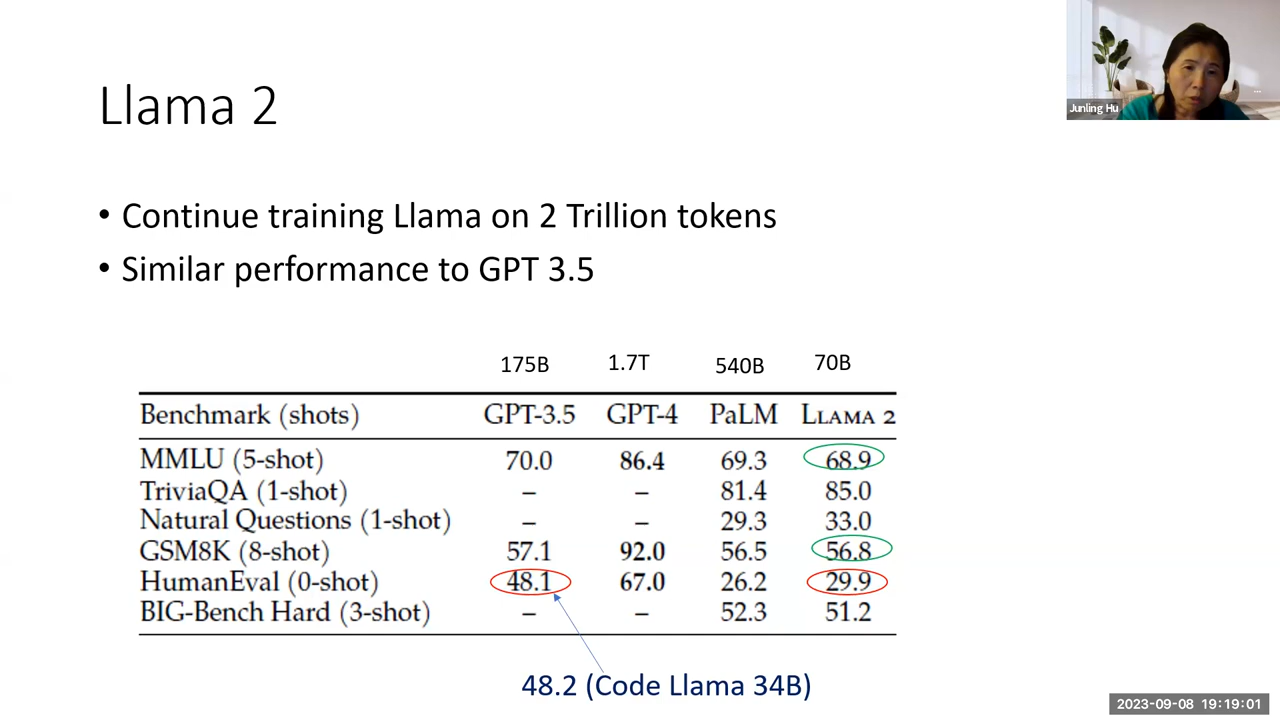 Junling Hu
Llama 2
• Continue training Llama on 2 Trillion tokens
• Similar performance to GPT 3.5
175B 1.7T 540B 70B
Benchmark (shots) GPT-3.5 GPT-4 PaLM LLAMA 2
MMLU (5-shot) 70.0 86.4 69.3 68.9
TriviaQA (1-shot) – – 81.4 85.0
Natural Questions (1-shot) – – 29.3 33.0
GSM8K (8-shot) 57.1 92.0 56.5 56.8
HumanEval (0-shot) 48.1 67.0 26.2 29.9
BIG-Bench Hard (3-shot) – – 52.3 51.2
48.2 (Code Llama 34B)
2023-09-08 19:19:01